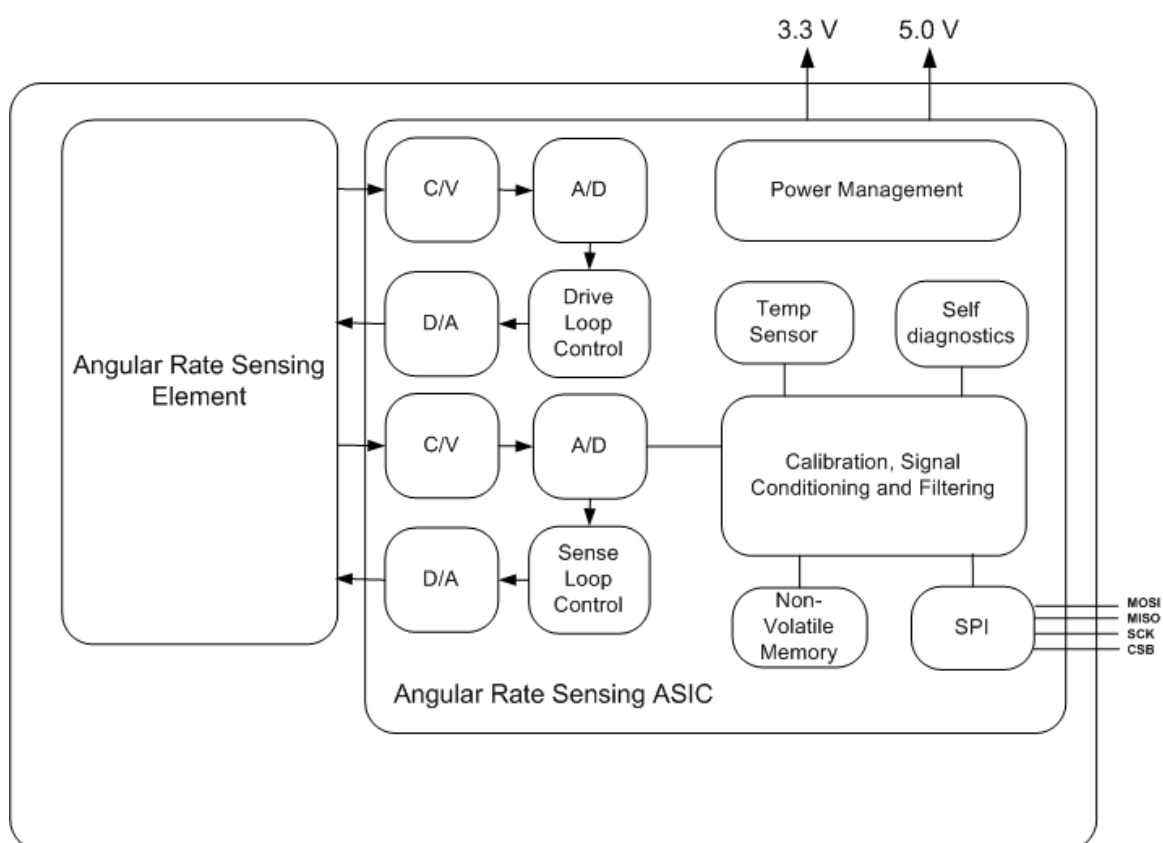 3.3 V
5.0 V
C/V
A/D
Power Management
D/A
Drive
Loop
Control
Temp
Sensor
Self
diagnostics
Angular Rate Sensing
Element
C/V
A/D
Calibration, Signal
Conditioning and Filtering
D/A
Sense
Loop
Control
Non-
Volatile
Memory
SPI
MOSI
MISO
SCK
CSB
Angular Rate Sensing ASIC